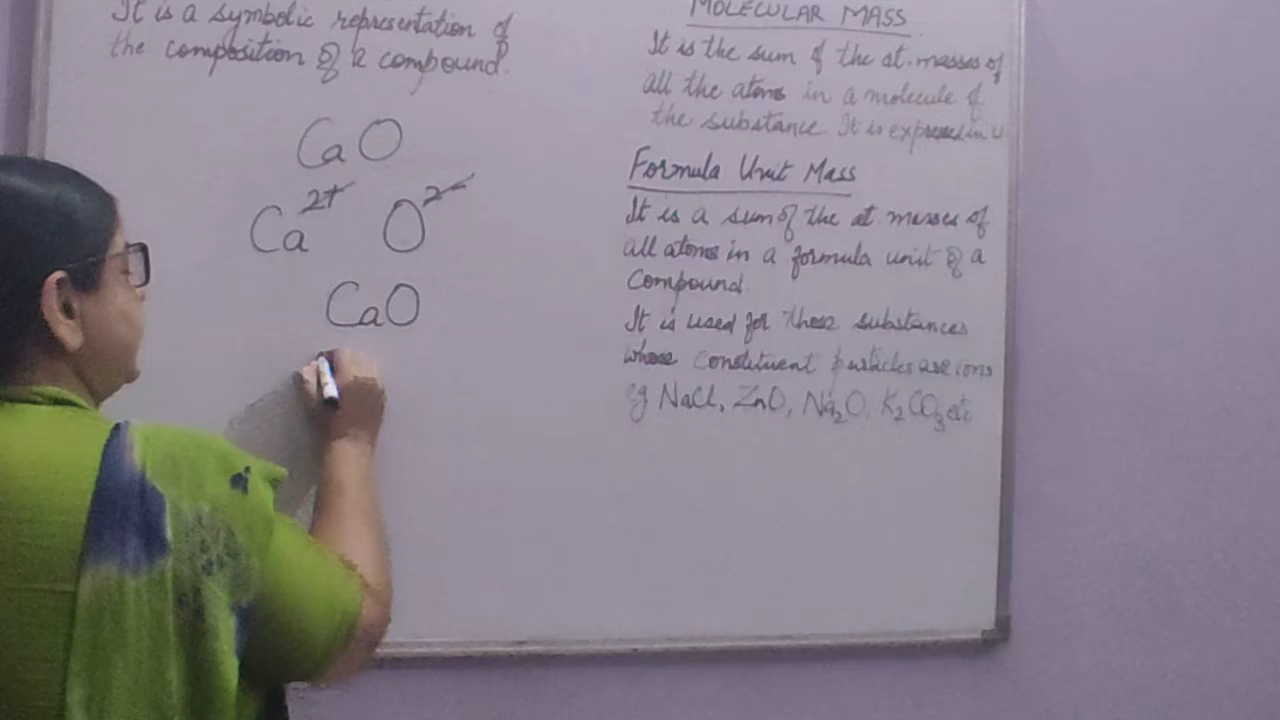 It is a symbolic representation of
the composition of a compound.
CaO
Ca²⁺ O²⁻
CaO
MOLECULAR MASS
It is the sum of the at. masses of
all the atoms in a molecule of
the substance. It is expressed in u
Formula Unit Mass
It is a sum of the at masses of
all atoms in a formula unit of a
Compound.
It is used for those substances
whose constituent particles are ions
eg NaCl, ZnO, Na₂O, K₂CO₃ etc